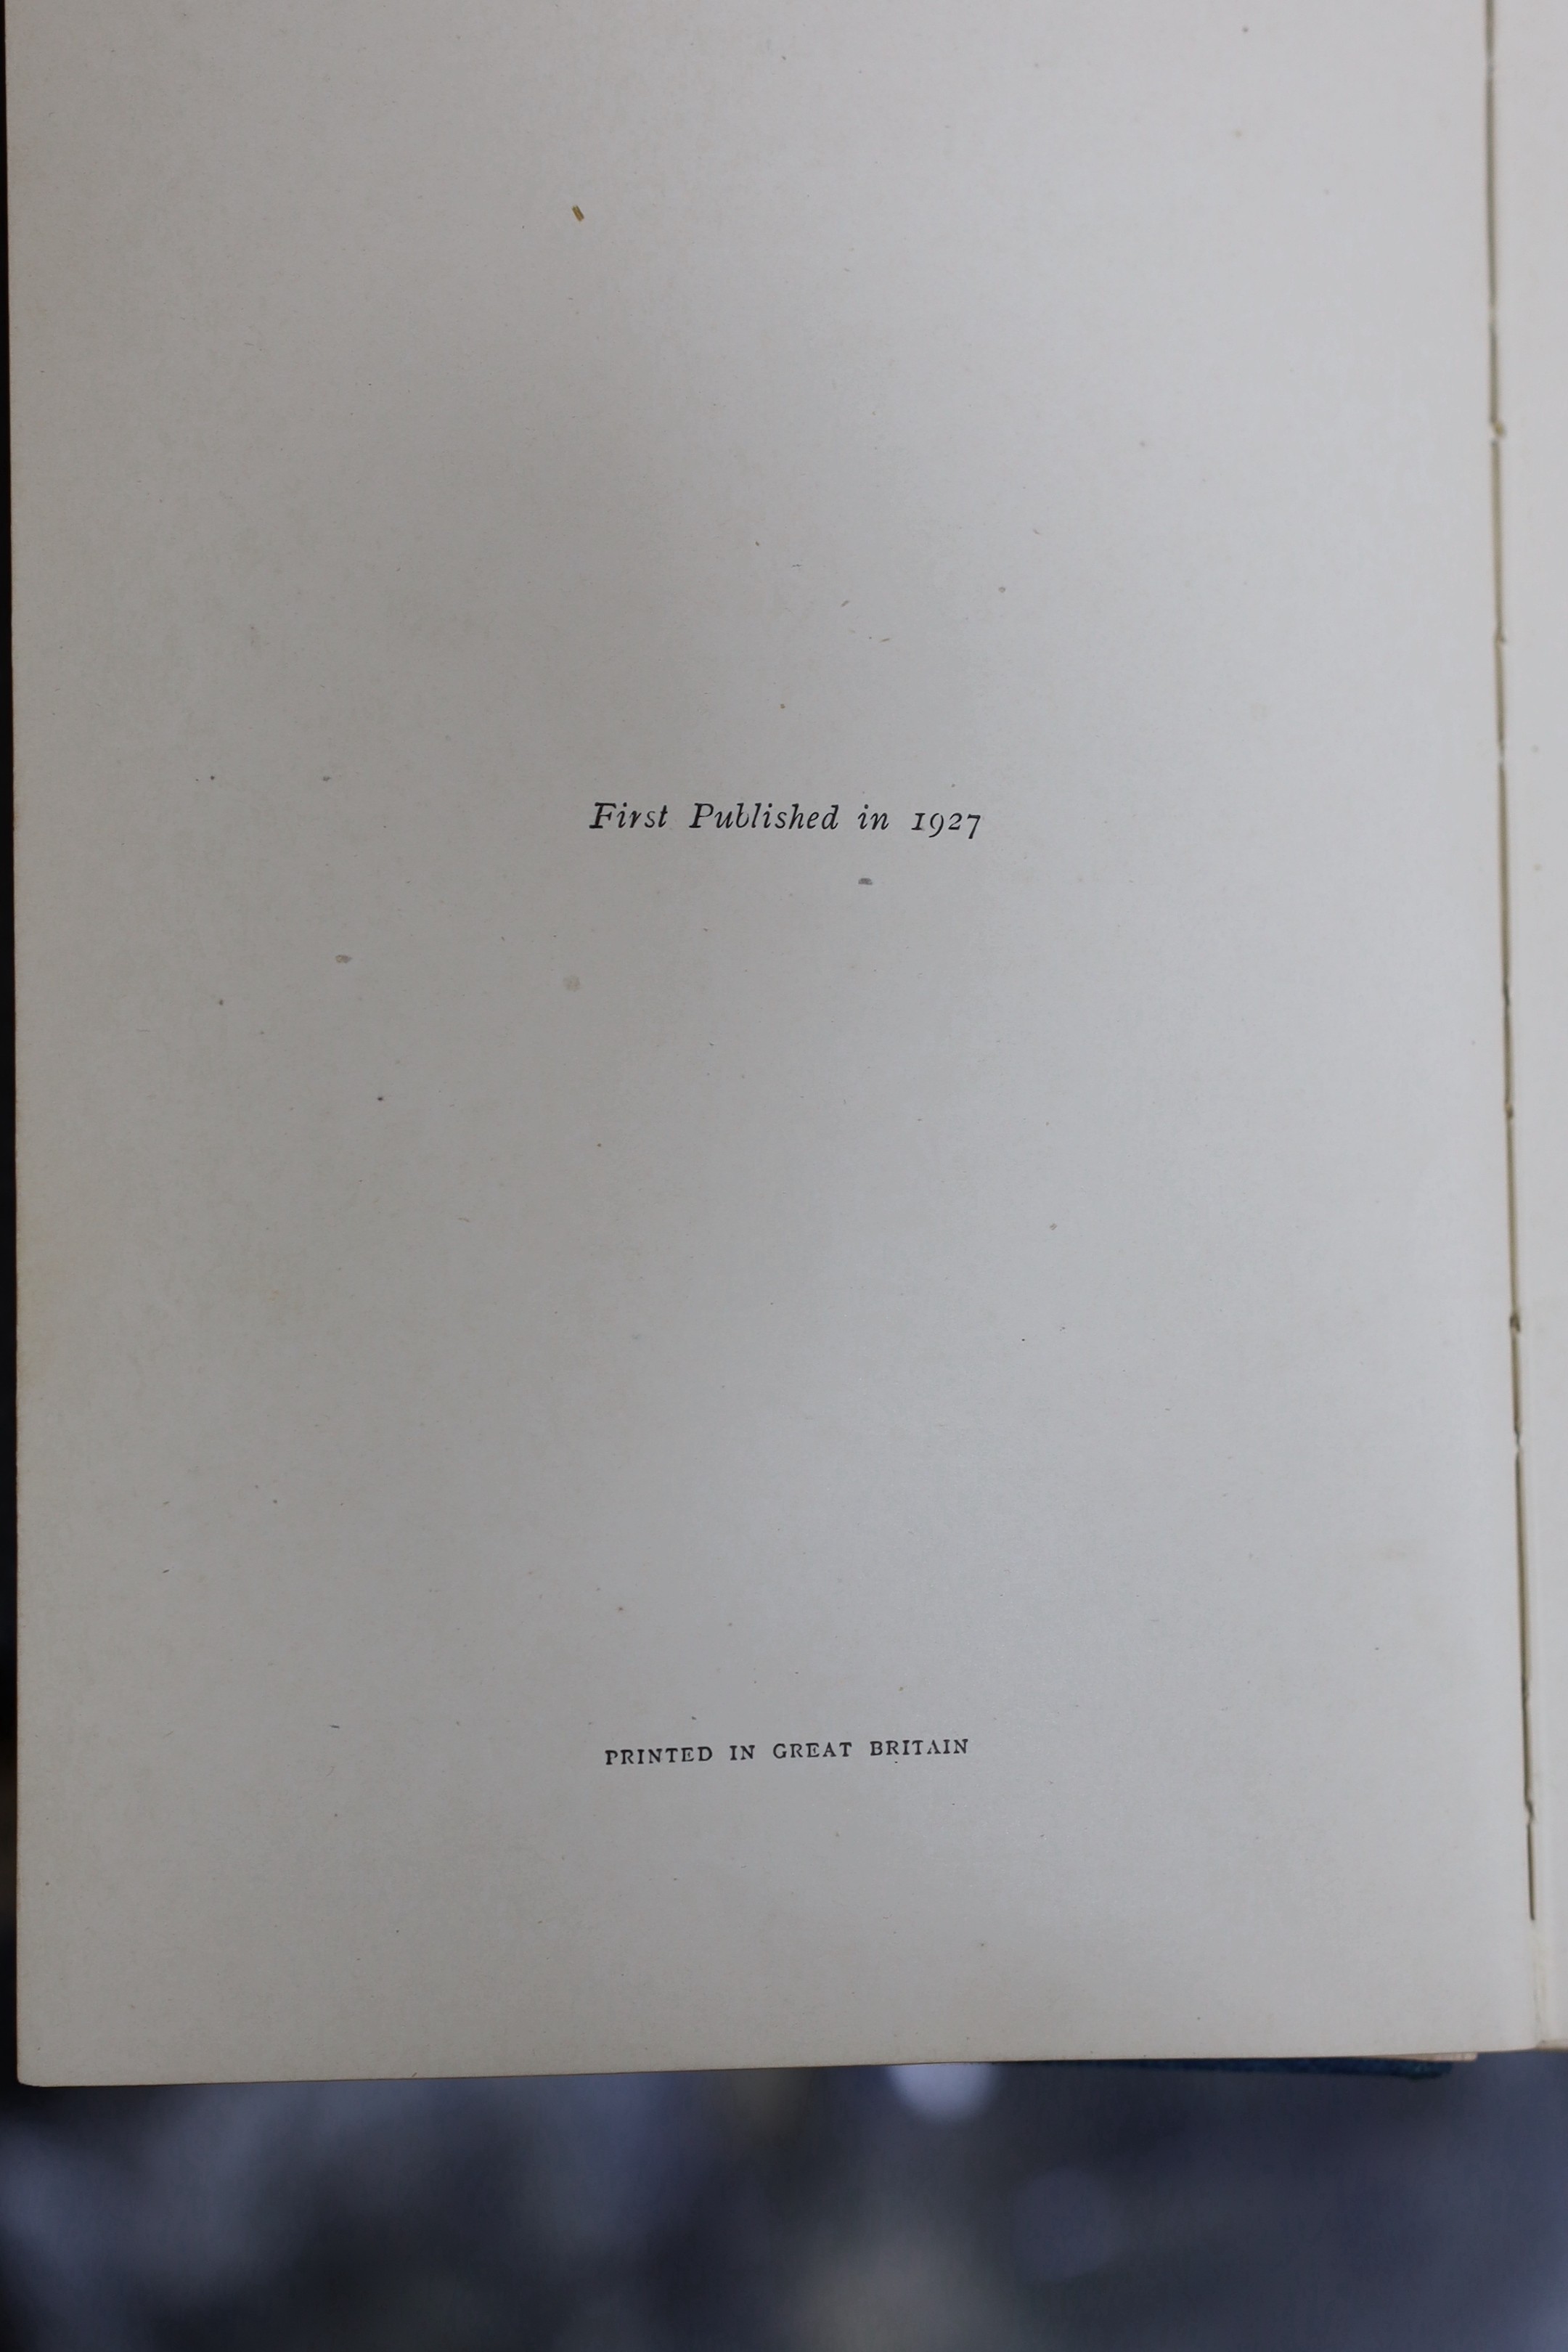 First Published in 1927
PRINTED IN GREAT BRITAIN